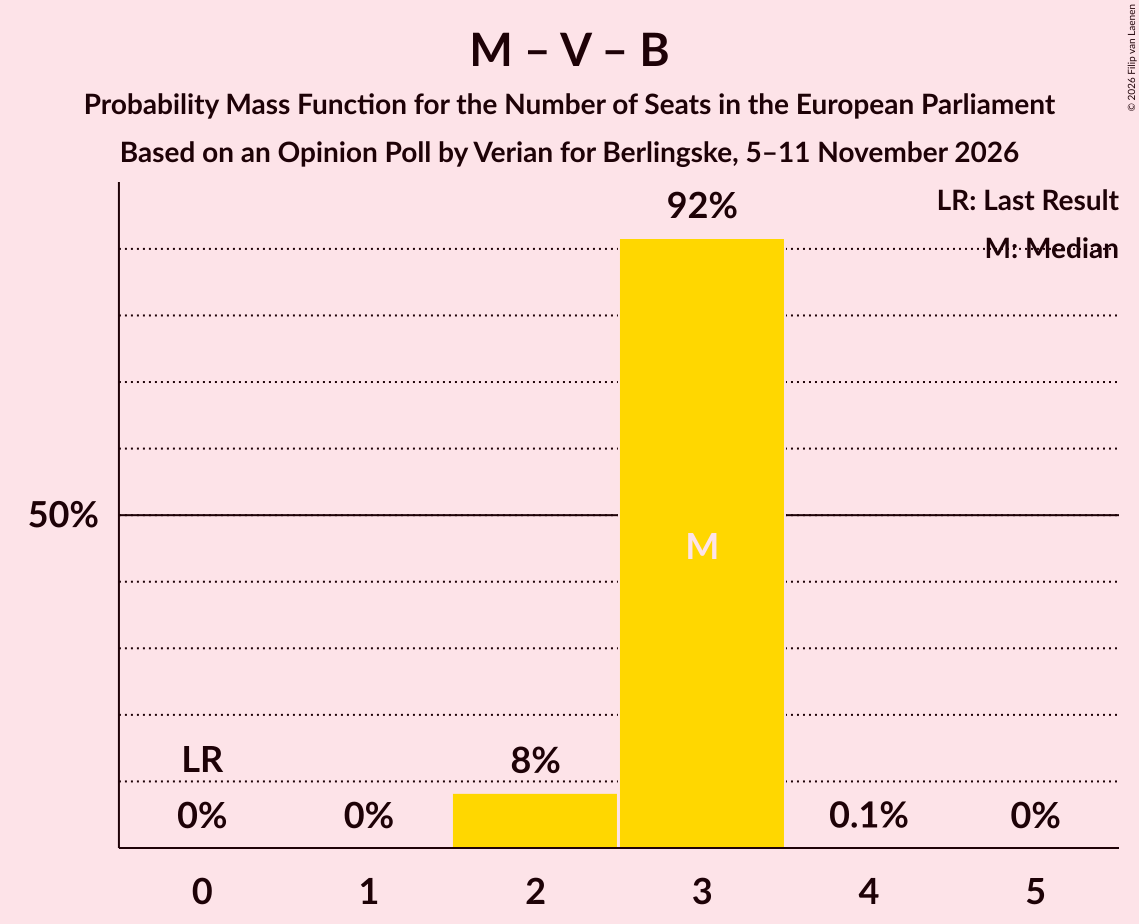 M – V – B
Probability Mass Function for the Number of Seats in the European Parliament
Based on an Opinion Poll by Verian for Berlingske, 5–11 November 2026
© 2026 Filip van Laenen
LR: Last Result
M: Median
92%
50%
M
LR
8%
0%
0%
0.1%
0%
0
1
2
3
4
5